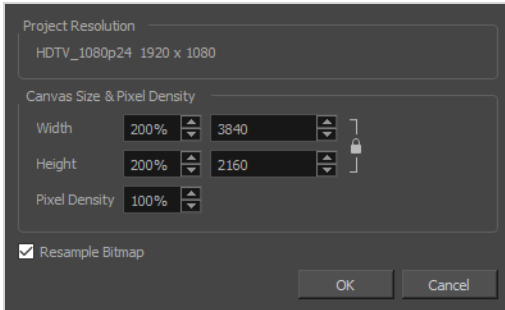 Project Resolution
HDTV_1080p24 1920 x 1080
Canvas Size & Pixel Density
Width 200% 3840
Height 200% 2160
Pixel Density 100%
Resample Bitmap
OK Cancel